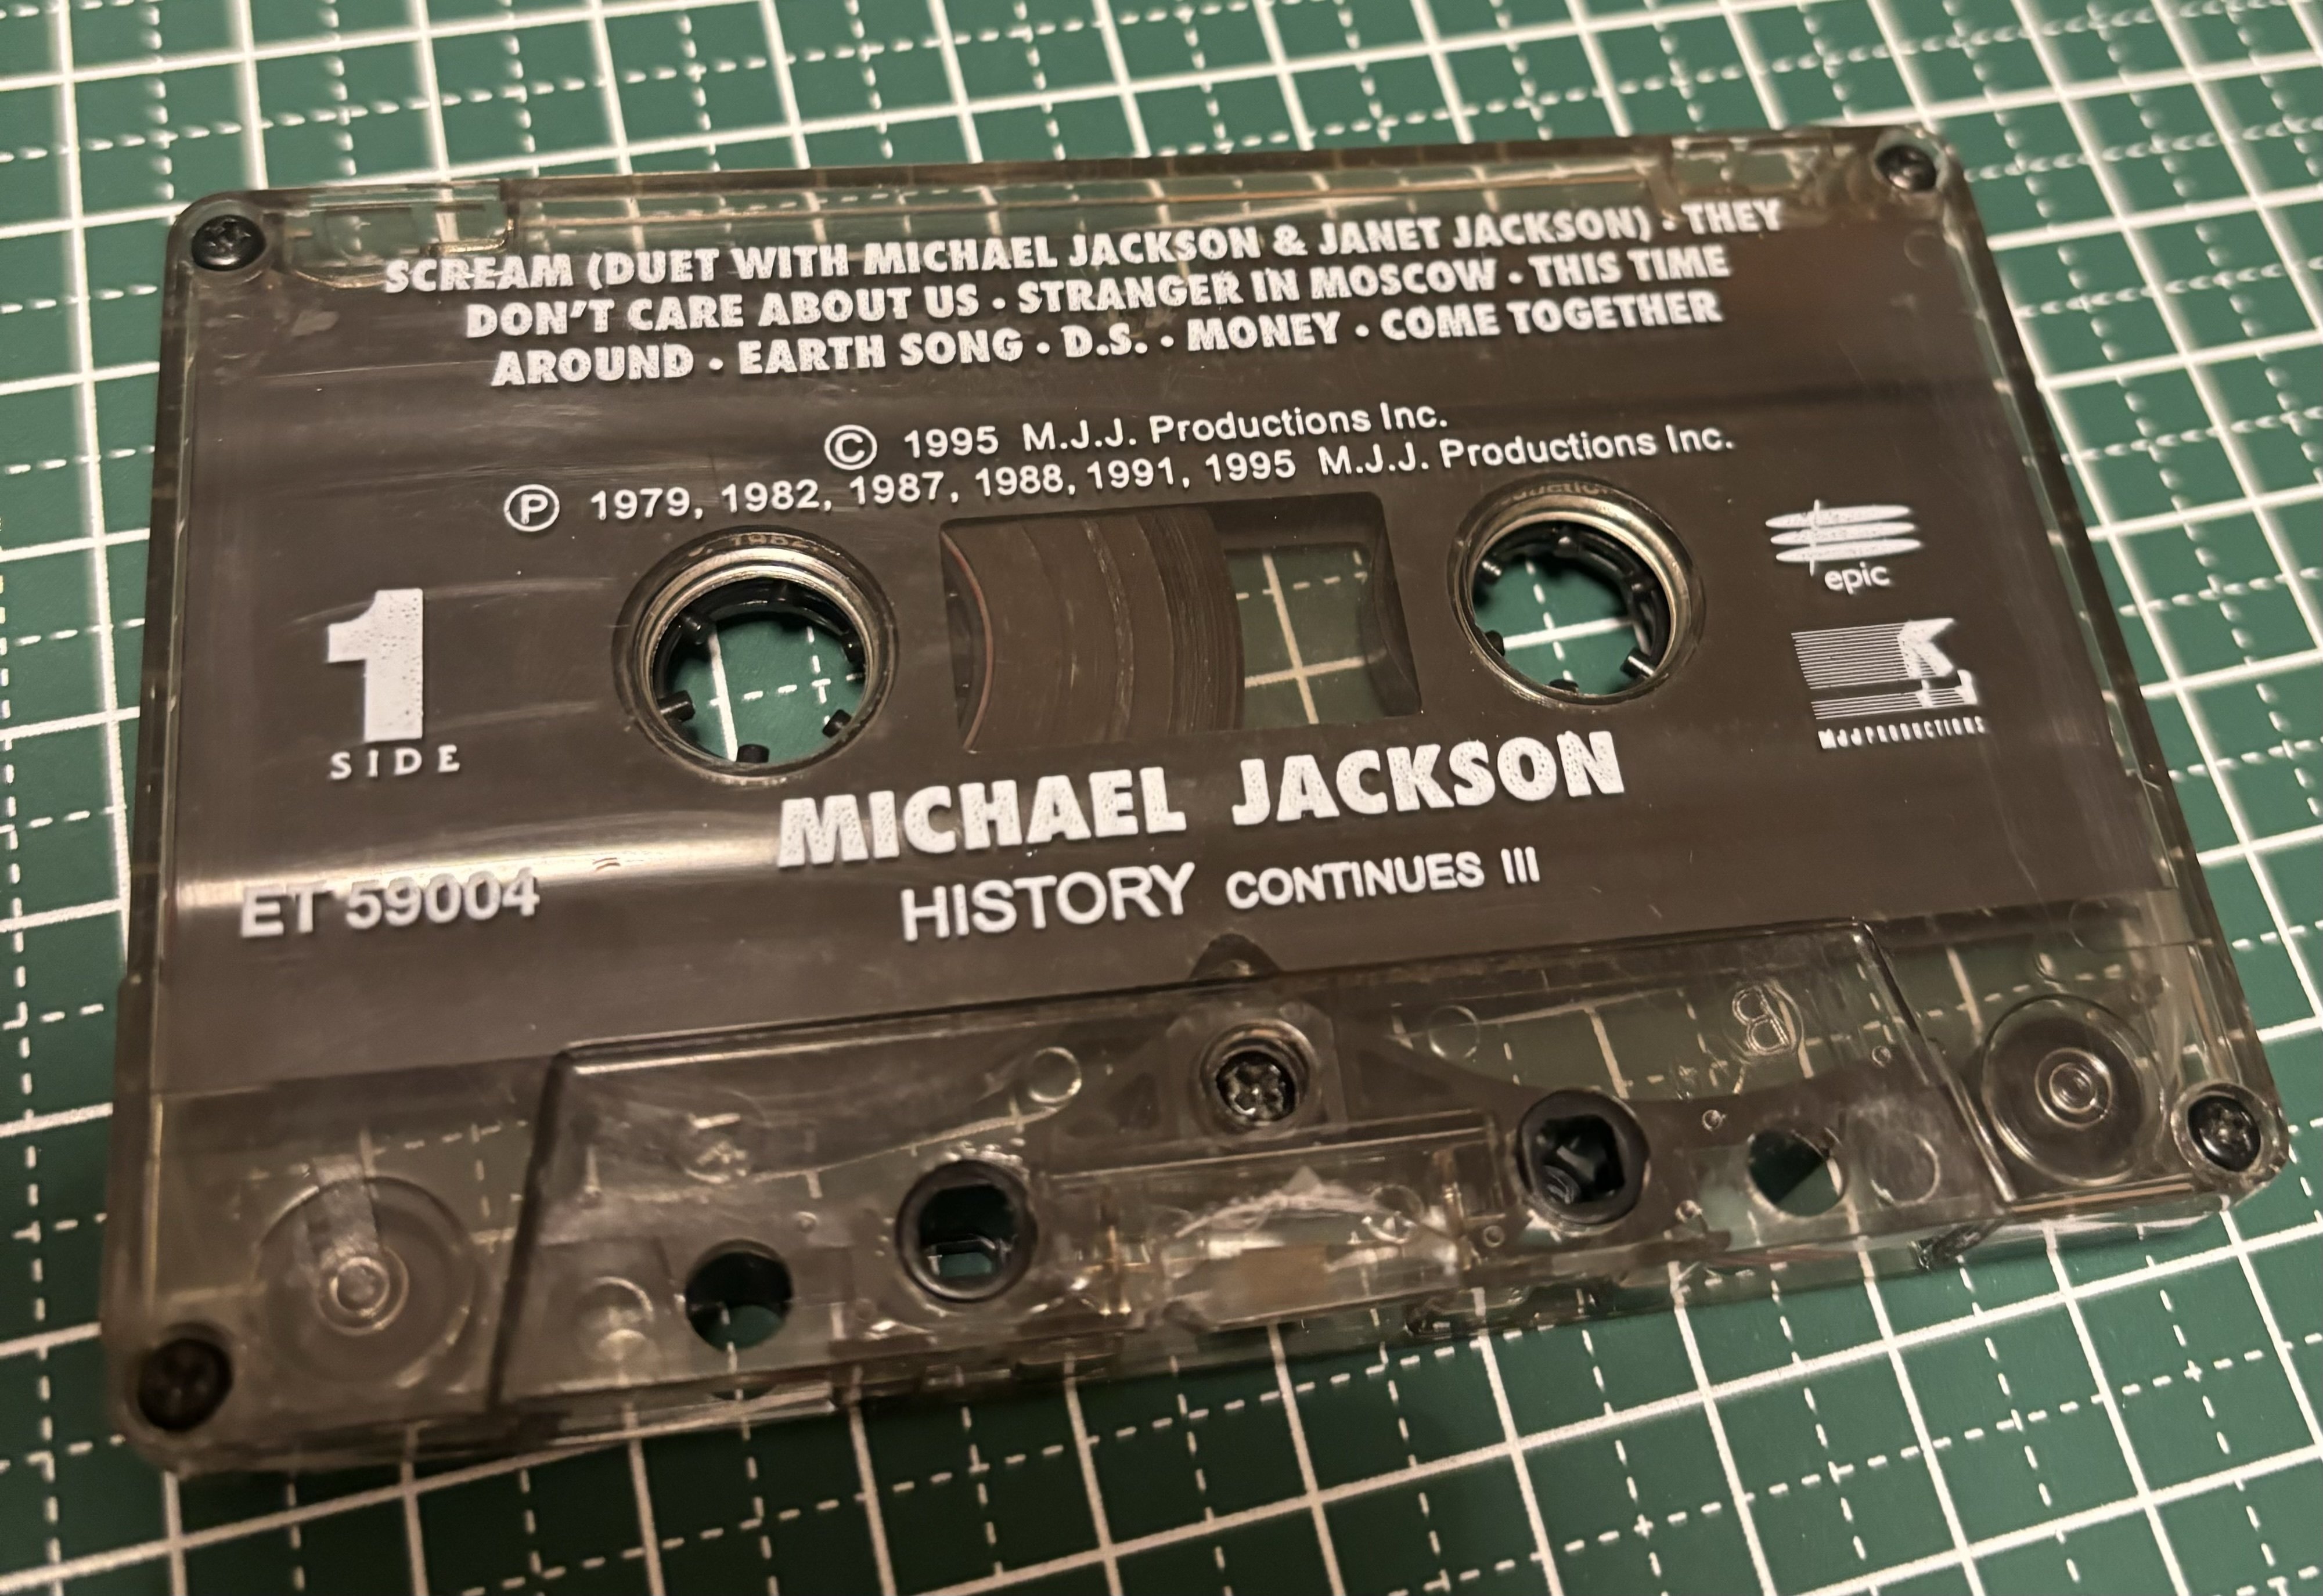 SCREAM (DUET WITH MICHAEL JACKSON & JANET JACKSON) • THEY
DON'T CARE ABOUT US • STRANGER IN MOSCOW • THIS TIME
AROUND • EARTH SONG • D.S. • MONEY • COME TOGETHER
© 1995 M.J.J. Productions Inc.
℗ 1979, 1982, 1987, 1988, 1991, 1995 M.J.J. Productions Inc.
epic
1
SIDE
MJJ PRODUCTIONS
MICHAEL JACKSON
HISTORY CONTINUES III
ET 59004
B